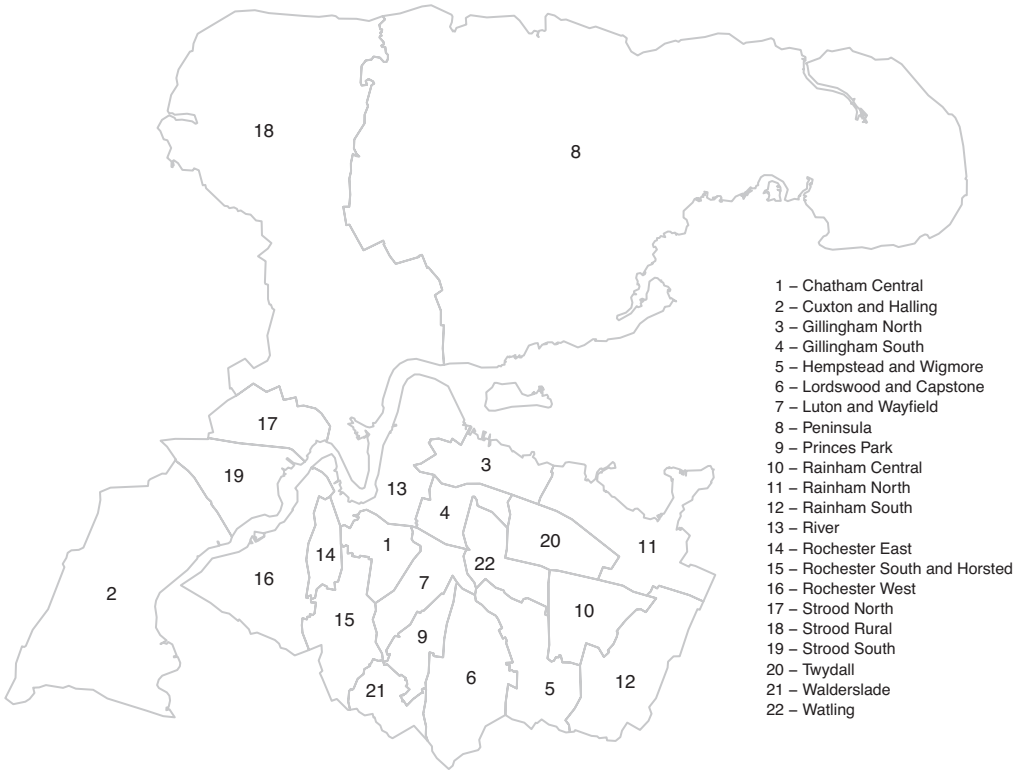 18
8
1 – Chatham Central
2 – Cuxton and Halling
3 – Gillingham North
4 – Gillingham South
5 – Hempstead and Wigmore
6 – Lordswood and Capstone
7 – Luton and Wayfield
8 – Peninsula
9 – Princes Park
10 – Rainham Central
11 – Rainham North
12 – Rainham South
13 – River
14 – Rochester East
15 – Rochester South and Horsted
16 – Rochester West
17 – Strood North
18 – Strood Rural
19 – Strood South
20 – Twydall
21 – Walderslade
22 – Watling
17
3
19
13
4
20
1
11
14
22
16
7
2
10
15
9
6
12
5
21